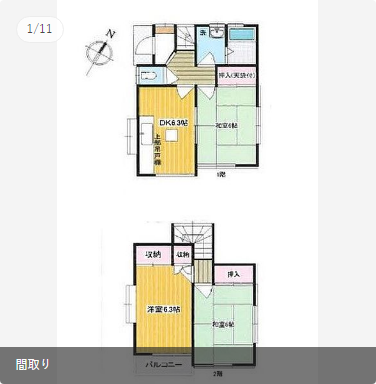 1/11
N
洗
押入(天袋付)
DK6.3帖
和室6帖
上部吊戸棚
1階
収納
収納
押入
洋室6.3帖
和室6帖
バルコニー
2階
間取り